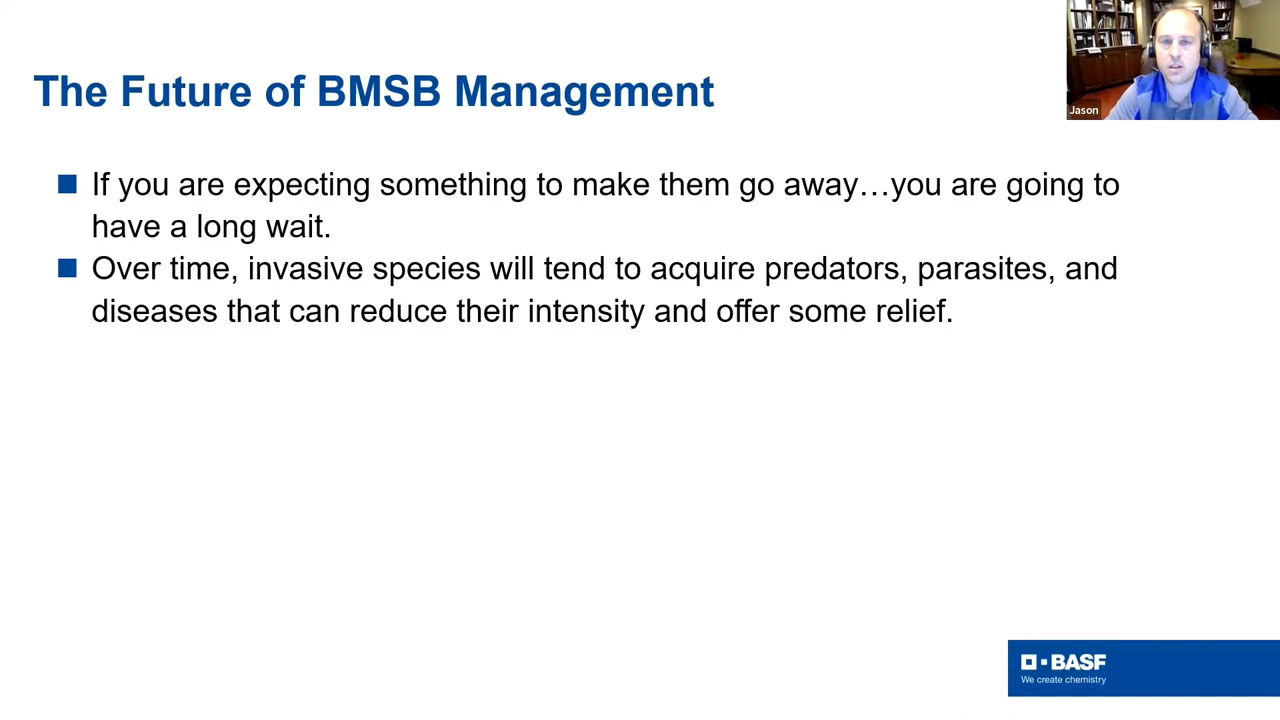 The Future of BMSB Management
Jason
If you are expecting something to make them go away…you are going to
have a long wait.
Over time, invasive species will tend to acquire predators, parasites, and
diseases that can reduce their intensity and offer some relief.
BASF
We create chemistry